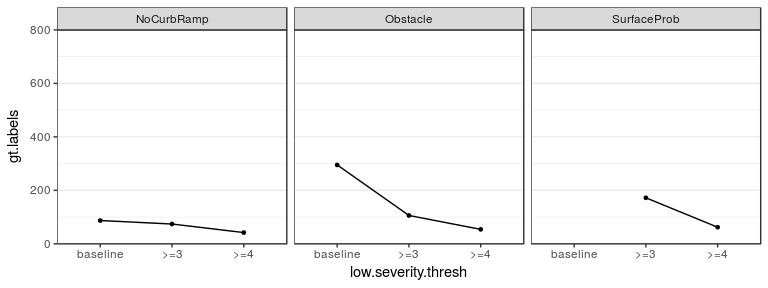 NoCurbRamp Obstacle SurfaceProb
800
600
400
200
0
gt.labels
baseline >=3 >=4 baseline >=3 >=4 baseline >=3 >=4
low.severity.thresh